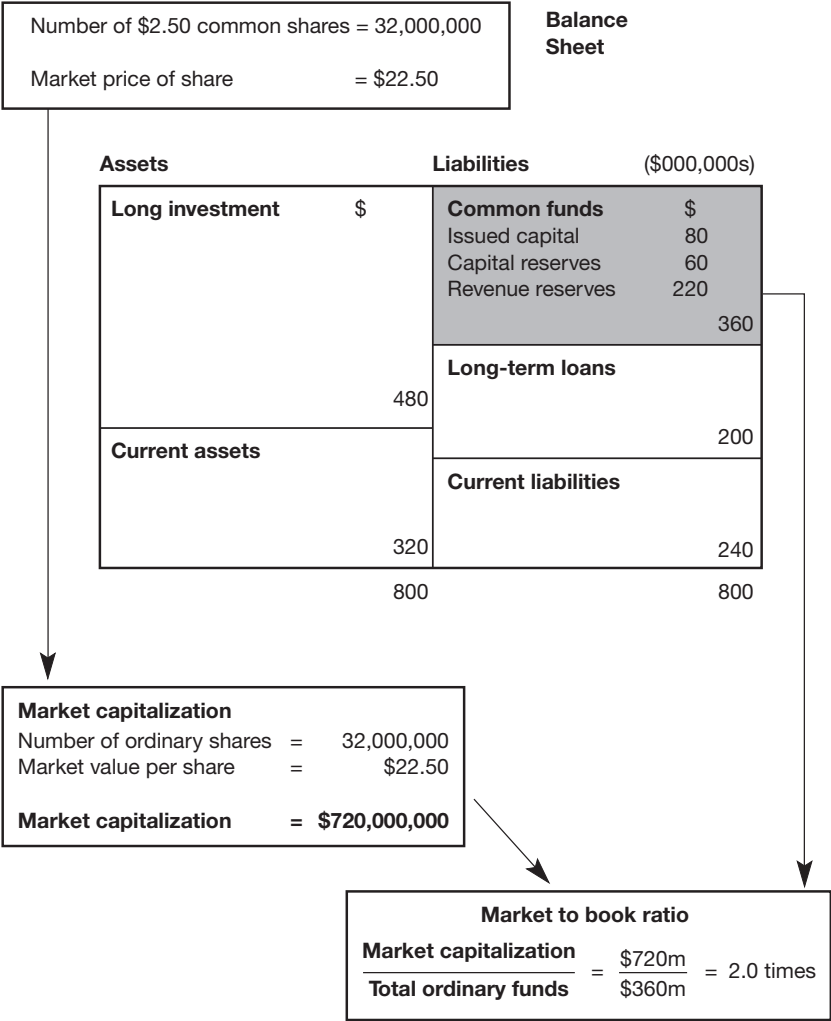 Number of $2.50 common shares = 32,000,000
Market price of share = $22.50
Balance
Sheet
Assets
Liabilities ($000,000s)
Long investment $
480
Current assets
320
800
Common funds $
Issued capital 80
Capital reserves 60
Revenue reserves 220
360
Long-term loans
200
Current liabilities
240
800
Market capitalization
Number of ordinary shares = 32,000,000
Market value per share = $22.50
Market capitalization = $720,000,000
Market to book ratio
Market capitalization
Total ordinary funds
=
$720m
$360m
= 2.0 times